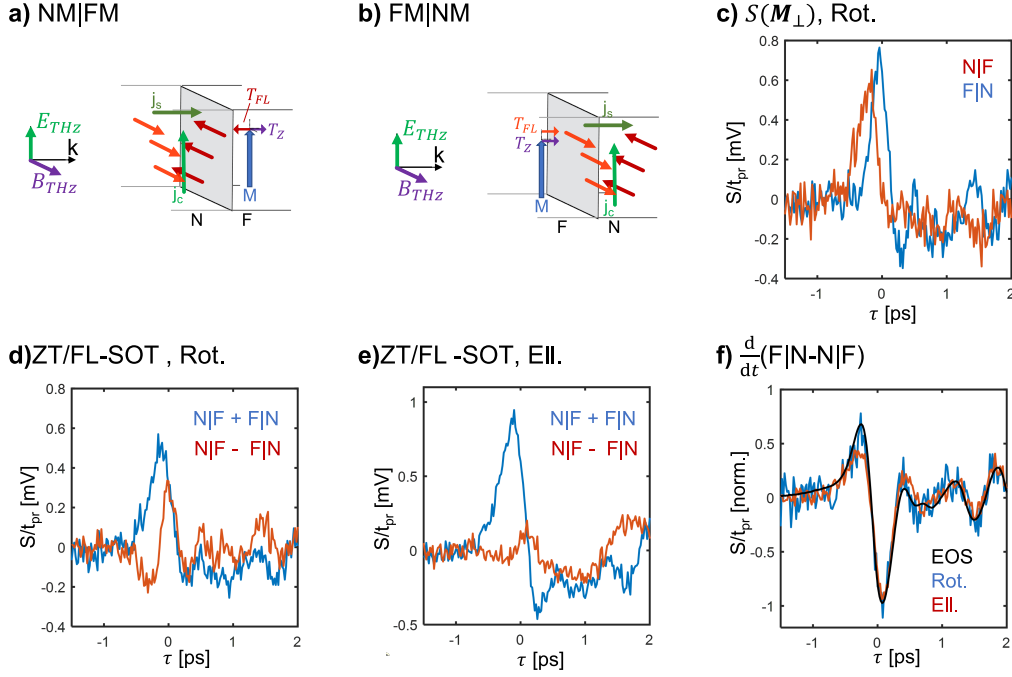 a) NM|FM
E_THz
k
B_THz
j_s
T_FL
T_Z
j_c
M
N
F
b) FM|NM
E_THz
k
B_THz
j_s
T_FL
T_Z
j_c
M
F
N
c) S(M⊥), Rot.
N|F
F|N
S/t_pr [mV]
0.8
0.6
0.4
0.2
0
-0.2
-0.4
-1
0
1
2
τ [ps]
d)ZT/FL-SOT , Rot.
N|F + F|N
N|F - F|N
S/t_pr [mV]
0.8
0.6
0.4
0.2
0
-0.2
-0.4
-1
0
1
2
τ [ps]
e)ZT/FL -SOT, Ell.
N|F + F|N
N|F - F|N
S/t_pr [mV]
1
0.5
0
-0.5
-1
0
1
2
τ [ps]
f) d/dt(F|N-N|F)
S/t_pr [norm.]
1
0.5
0
-0.5
-1
EOS
Rot.
Ell.
-1
0
1
2
τ [ps]